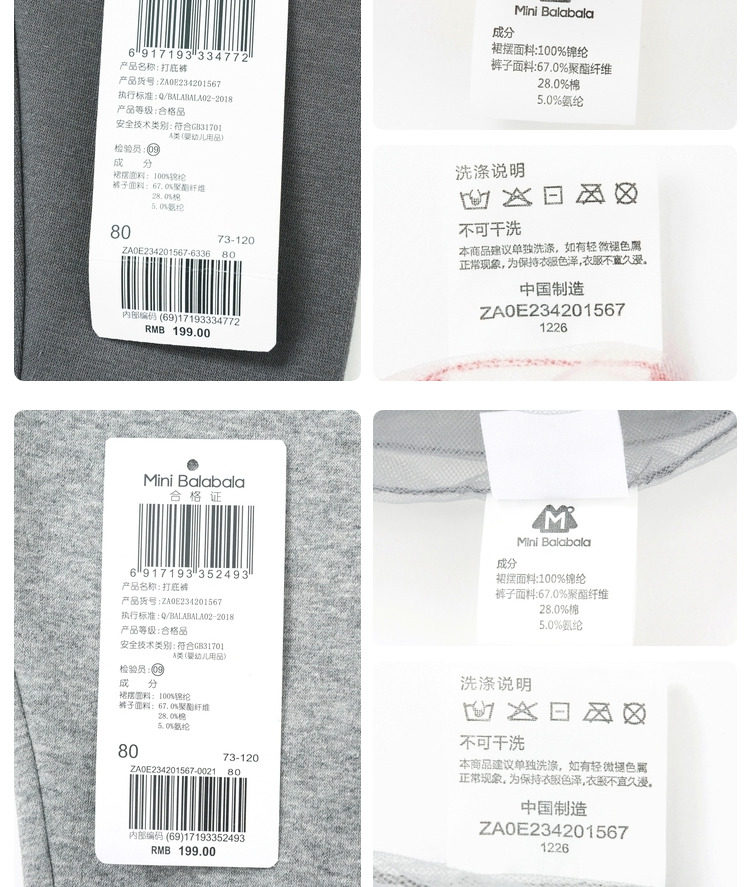 6 917193 334772
产品名称: 打底裤
产品货号: ZA0E234201567
执行标准: Q/BALABALA02-2018
产品等级: 合格品
安全技术类别: 符合GB31701
A类(婴幼儿用品)
检验员: 09
成 分
裙摆面料: 100%锦纶
裤子面料: 67.0%聚酯纤维
28.0%棉
5.0%氨纶
80
73-120
ZA0E234201567-6336 80
内部编码 (69)17193334772
RMB 199.00
Mini Balabala
成分
裙摆面料:100%锦纶
裤子面料:67.0%聚酯纤维
28.0%棉
5.0%氨纶
洗涤说明
不可干洗
本商品建议单独洗涤，如有轻微褪色属
正常现象，为保持衣服色泽,衣服不宜久浸。
中国制造
ZA0E234201567
1226
Mini Balabala
合格证
6 917193 352493
产品名称: 打底裤
产品货号: ZA0E234201567
执行标准: Q/BALABALA02-2018
产品等级: 合格品
安全技术类别: 符合GB31701
A类(婴幼儿用品)
检验员: 09
成 分
裙摆面料: 100%锦纶
裤子面料: 67.0%聚酯纤维
28.0%棉
5.0%氨纶
80
73-120
ZA0E234201567-0021 80
内部编码 (69)17193352493
RMB 199.00
M
Mini Balabala
成分
裙摆面料:100%锦纶
裤子面料:67.0%聚酯纤维
28.0%棉
5.0%氨纶
洗涤说明
不可干洗
本商品建议单独洗涤，如有轻微褪色属
正常现象，为保持衣服色泽,衣服不宜久浸。
中国制造
ZA0E234201567
1226